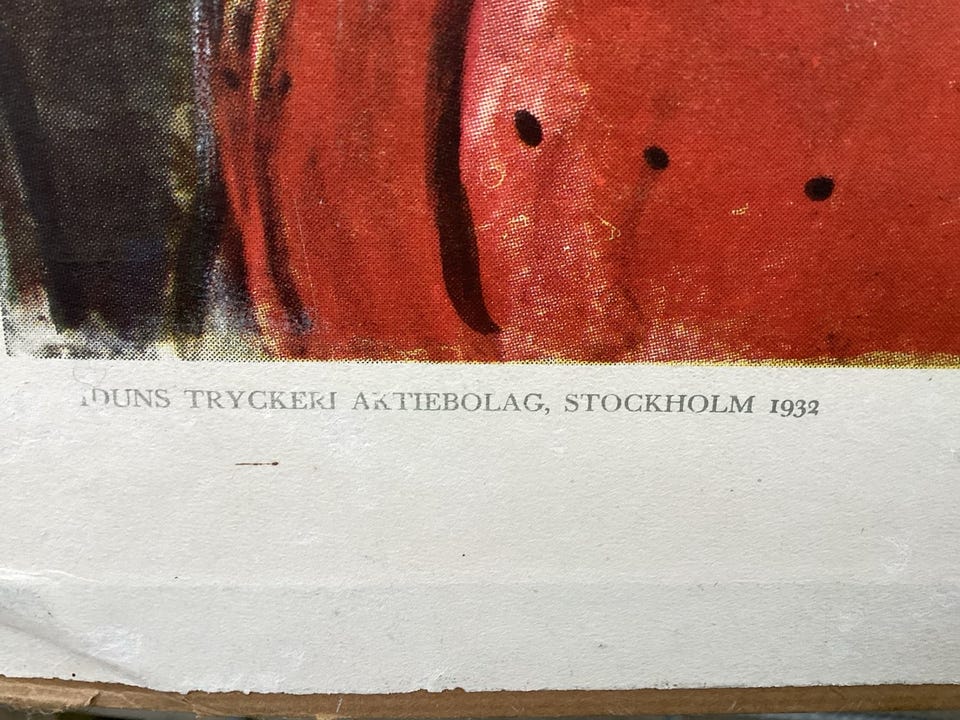 IDUNS TRYCKERI AKTIEBOLAG, STOCKHOLM 1932